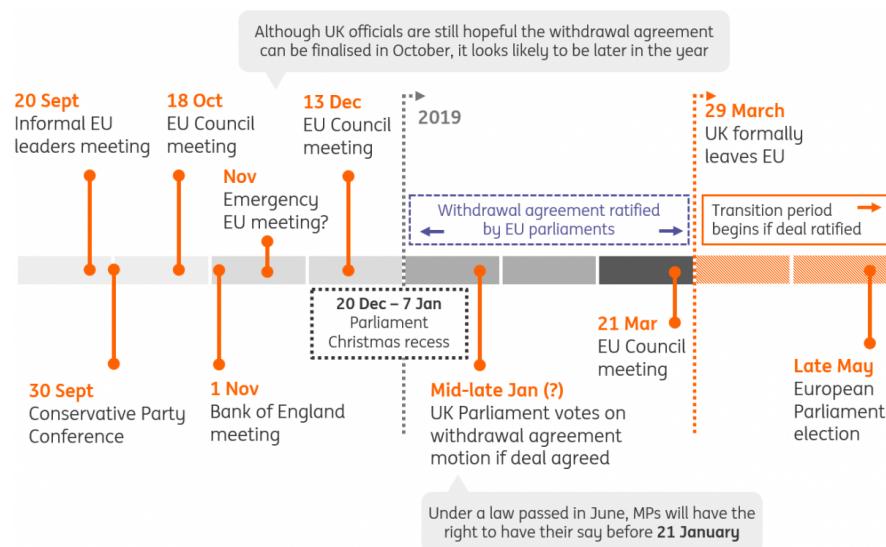 Although UK officials are still hopeful the withdrawal agreement
can be finalised in October, it looks likely to be later in the year
20 Sept
Informal EU
leaders meeting
18 Oct
EU Council
meeting
Nov
Emergency
EU meeting?
13 Dec
EU Council
meeting
2019
29 March
UK formally
leaves EU
Withdrawal agreement ratified
by EU parliaments
Transition period
begins if deal ratified
20 Dec – 7 Jan
Parliament
Christmas recess
30 Sept
Conservative Party
Conference
1 Nov
Bank of England
meeting
Mid-late Jan (?)
UK Parliament votes on
withdrawal agreement
motion if deal agreed
21 Mar
EU Council
meeting
Late May
European
Parliament
election
Under a law passed in June, MPs will have the
right to have their say before 21 January